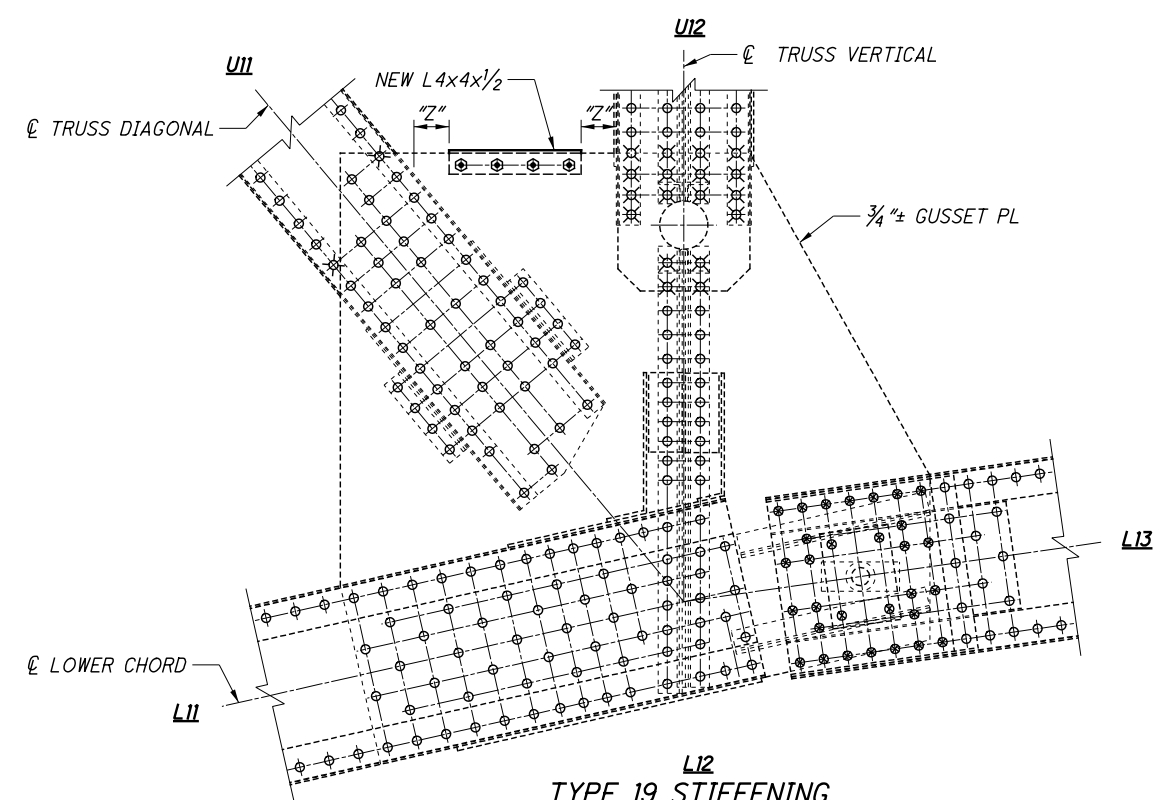 U12
℄ TRUSS VERTICAL
U11
NEW L4x4x1/2
"Z"
"Z"
℄ TRUSS DIAGONAL
3/4"± GUSSET PL
L13
℄ LOWER CHORD
L11
L12
TYPE 19 STIFFENING